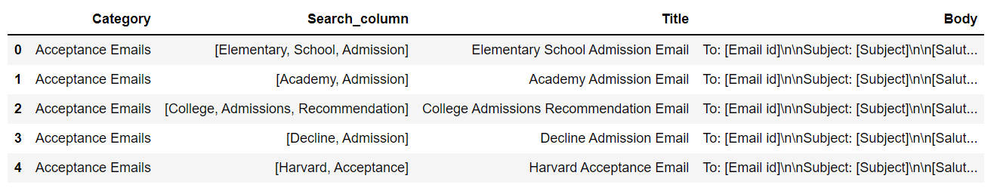 Category Search_column Title Body
0 Acceptance Emails [Elementary, School, Admission] Elementary School Admission Email To: [Email id]\n\nSubject: [Subject]\n\n[Salut...
1 Acceptance Emails [Academy, Admission] Academy Admission Email To: [Email id]\n\nSubject: [Subject]\n\n[Salut...
2 Acceptance Emails [College, Admissions, Recommendation] College Admissions Recommendation Email To: [Email id]\n\nSubject: [Subject]\n\n[Salut...
3 Acceptance Emails [Decline, Admission] Decline Admission Email To: [Email id]\n\nSubject: [Subject]\n\n[Salut...
4 Acceptance Emails [Harvard, Acceptance] Harvard Acceptance Email To: [Email id]\n\nSubject: [Subject]\n\n[Salut...